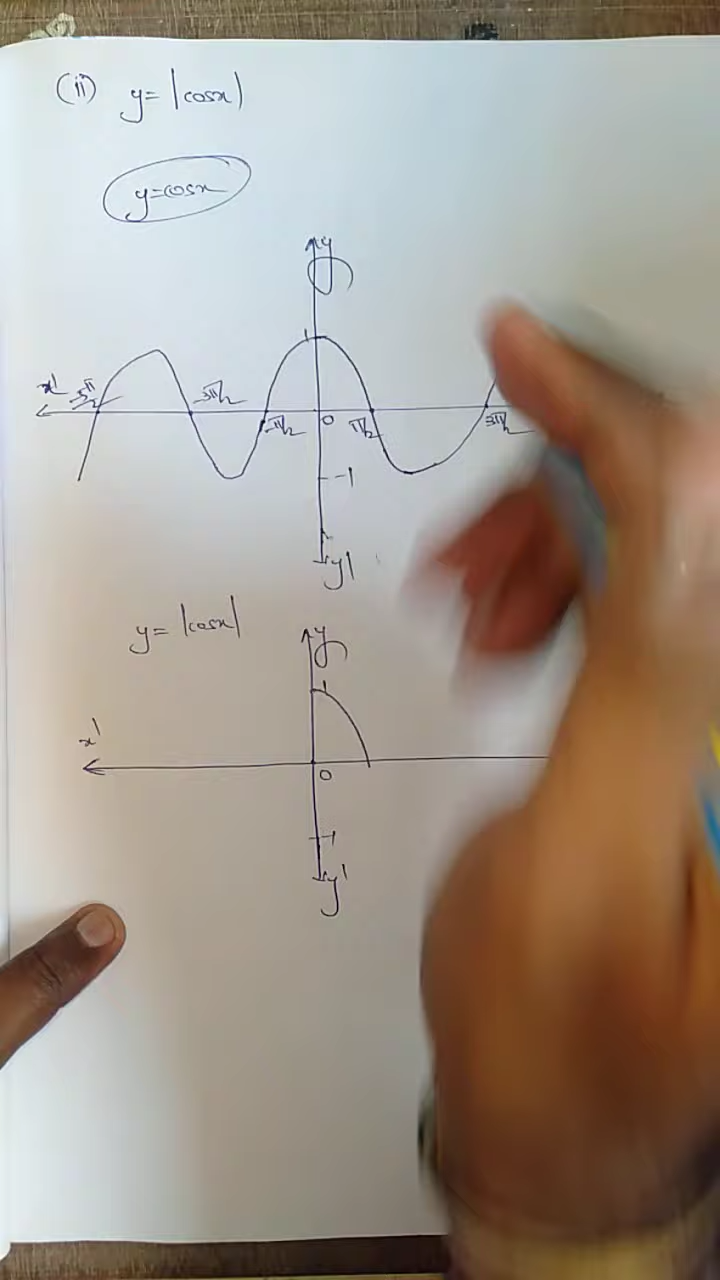 (ii) y = |cosx|
y=cosx
y
1
x' 5π/2 3π/2 -π/2 0 π/2 3π/2
-1
y'
y = |cosx|
y
1
x'
0
-1
y'